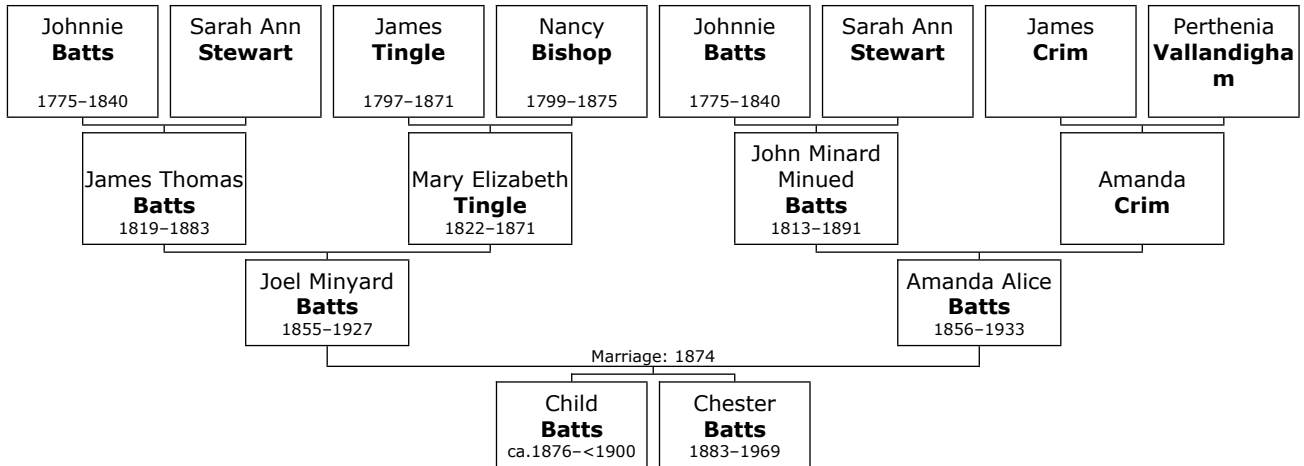 Johnnie
Batts
1775–1840
Sarah Ann
Stewart
James
Tingle
1797–1871
Nancy
Bishop
1799–1875
Johnnie
Batts
1775–1840
Sarah Ann
Stewart
James
Crim
Perthenia
Vallandigha
m
James Thomas
Batts
1819–1883
Mary Elizabeth
Tingle
1822–1871
John Minard
Minued
Batts
1813–1891
Amanda
Crim
Joel Minyard
Batts
1855–1927
Amanda Alice
Batts
1856–1933
Marriage: 1874
Child
Batts
ca.1876–<1900
Chester
Batts
1883–1969